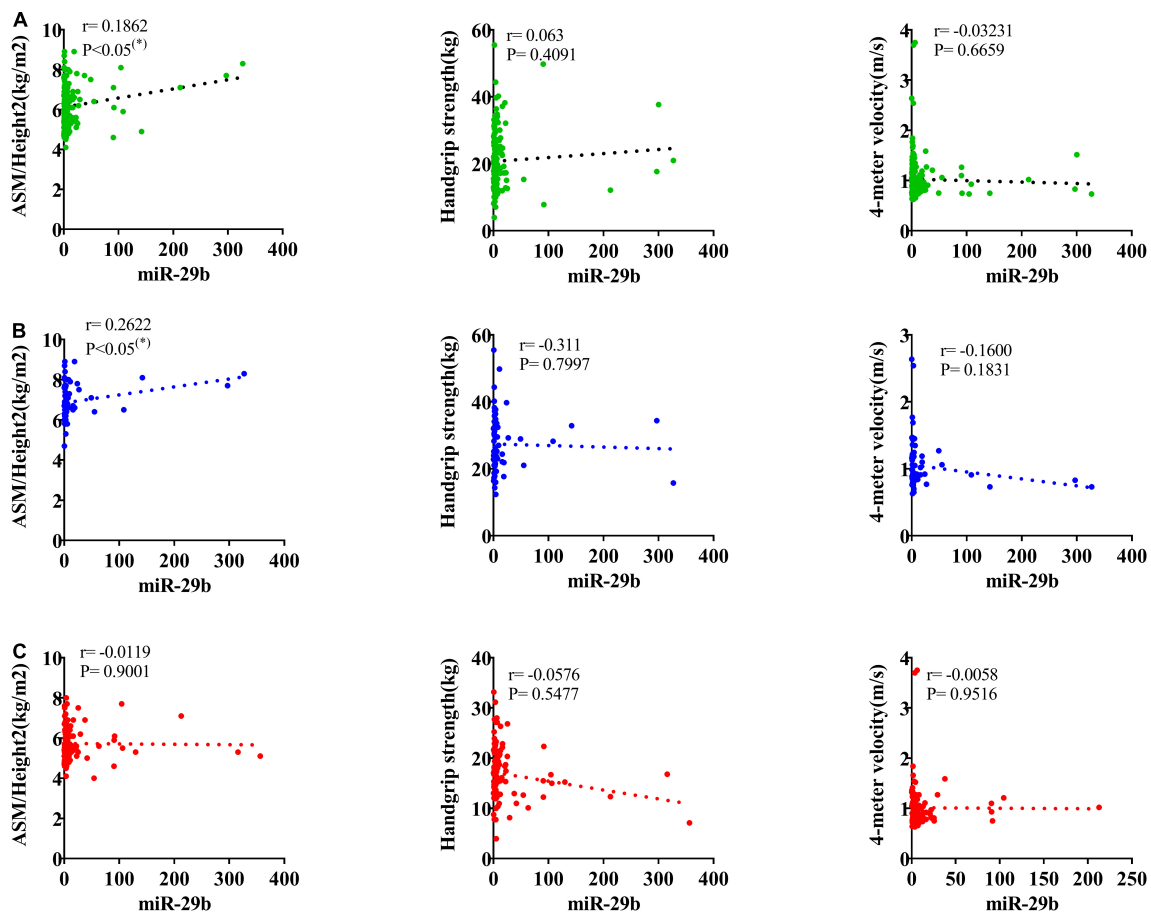 A
r= 0.1862
P<0.05(*)
ASM/Height2(kg/m2)
10
8
6
4
2
0
0 100 200 300 400
miR-29b
r= 0.063
P= 0.4091
Handgrip strength(kg)
60
40
20
0
0 100 200 300 400
miR-29b
r= -0.03231
P= 0.6659
4-meter velocity(m/s)
4
3
2
1
0
0 100 200 300 400
miR-29b
B
r= 0.2622
P<0.05(*)
ASM/Height2(kg/m2)
10
8
6
4
2
0
0 100 200 300 400
miR-29b
r= -0.311
P= 0.7997
Handgrip strength(kg)
60
40
20
0
0 100 200 300 400
miR-29b
r= -0.1600
P= 0.1831
4-meter velocity(m/s)
3
2
1
0
0 100 200 300 400
miR-29b
C
r= -0.0119
P= 0.9001
ASM/Height2(kg/m2)
10
8
6
4
2
0
0 100 200 300 400
miR-29b
r= -0.0576
P= 0.5477
Handgrip strength(kg)
40
30
20
10
0
0 100 200 300 400
miR-29b
r= -0.0058
P= 0.9516
4-meter velocity(m/s)
4
3
2
1
0
0 50 100 150 200 250
miR-29b